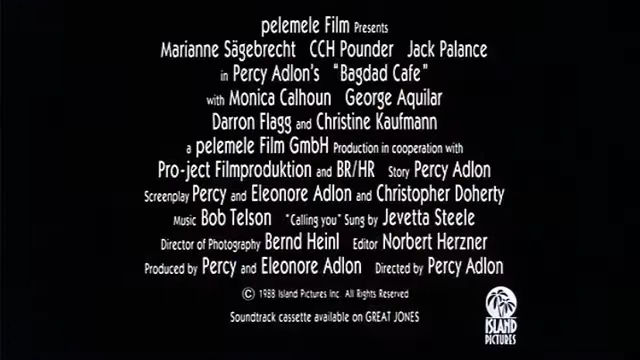 pelemele Film Presents
Marianne Sägebrecht CCH Pounder Jack Palance
in Percy Adlon's "Bagdad Cafe"
with Monica Calhoun George Aquilar
Darron Flagg and Christine Kaufmann
a pelemele Film GmbH Production in cooperation with
Pro-ject Filmproduktion and BR/HR Story Percy Adlon
Screenplay Percy and Eleonore Adlon and Christopher Doherty
Music Bob Telson "Calling you" Sung by Jevetta Steele
Director of Photography Bernd Heinl Editor Norbert Herzner
Produced by Percy and Eleonore Adlon Directed by Percy Adlon
© 1988 Island Pictures Inc All Rights Reserved
Soundtrack cassette available on GREAT JONES
ISLAND
PICTURES